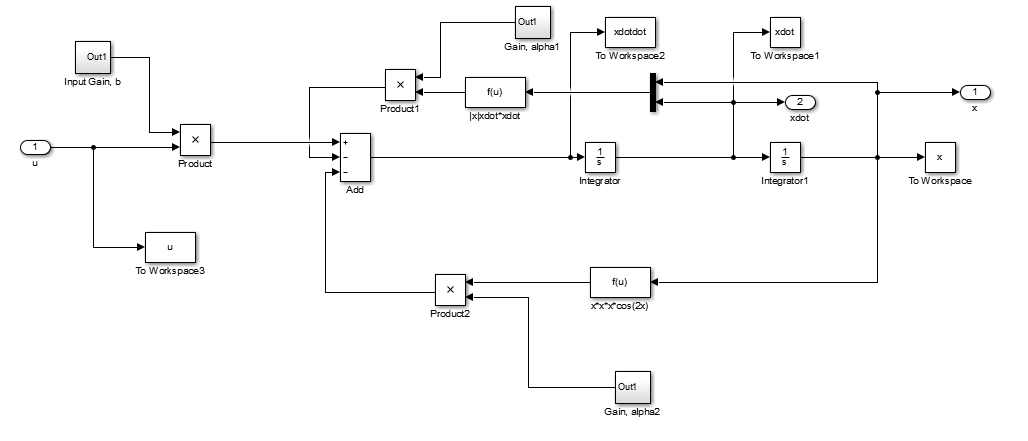 Out1
Gain, alpha1
xdotdot
To Workspace2
xdot
To Workspace1
Out1
Input Gain, b
×
Product1
f(u)
|x|xdot*xdot
2
xdot
1
x
1
u
×
Product
+
−
−
Add
1
s
Integrator
1
s
Integrator1
x
To Workspace
u
To Workspace3
×
Product2
f(u)
x*x*x*cos(2x)
Out1
Gain, alpha2